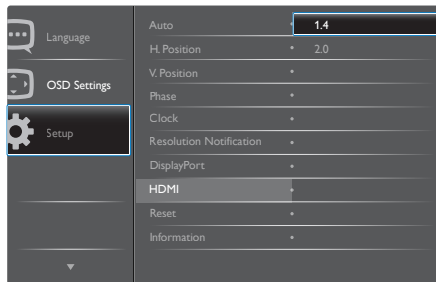 Language
OSD Settings
Setup
Auto
H. Position
V. Position
Phase
Clock
Resolution Notification
DisplayPort
HDMI
Reset
Information
1.4
2.0